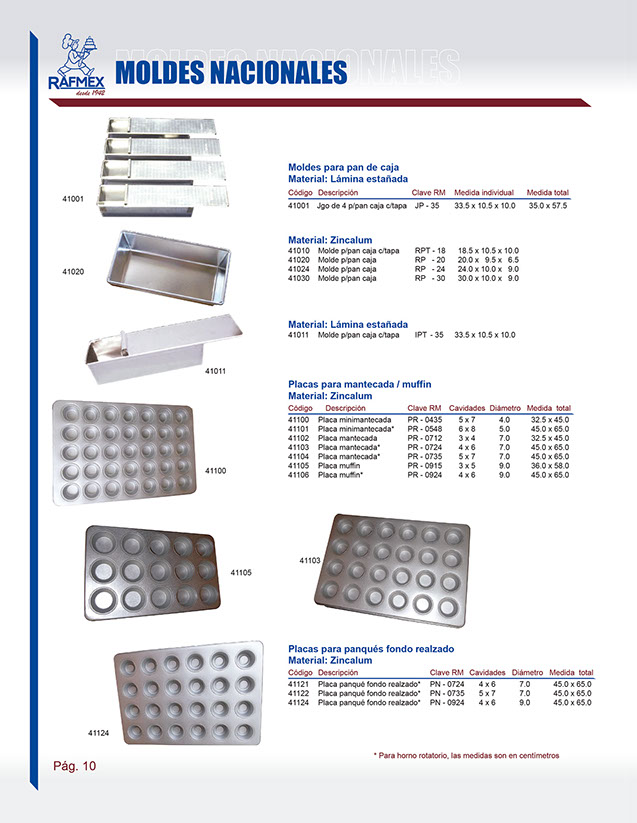 RAFMEX
desde 1942
MOLDES NACIONALES
41001
Moldes para pan de caja
Material: Lámina estañada
Código Descripción Clave RM Medida individual Medida total
41001 Jgo de 4 p/pan caja c/tapa JP - 35 33.5 x 10.5 x 10.0 35.0 x 57.5
41020
Material: Zincalum
41010 Molde p/pan caja c/tapa RPT - 18 18.5 x 10.5 x 10.0
41020 Molde p/pan caja RP - 20 20.0 x 9.5 x 6.5
41024 Molde p/pan caja RP - 24 24.0 x 10.0 x 9.0
41030 Molde p/pan caja RP - 30 30.0 x 10.0 x 9.0
41011
Material: Lámina estañada
41011 Molde p/pan caja c/tapa IPT - 35 33.5 x 10.5 x 10.0
Placas para mantecada / muffin
Material: Zincalum
Código Descripción Clave RM Cavidades Diámetro Medida total
41100 Placa minimantecada PR - 0435 5 x 7 4.0 32.5 x 45.0
41101 Placa minimantecada* PR - 0548 6 x 8 5.0 45.0 x 65.0
41102 Placa mantecada PR - 0712 3 x 4 7.0 32.5 x 45.0
41103 Placa mantecada* PR - 0724 4 x 6 7.0 45.0 x 65.0
41104 Placa mantecada* PR - 0735 5 x 7 7.0 45.0 x 65.0
41105 Placa muffin PR - 0915 3 x 5 9.0 36.0 x 58.0
41106 Placa muffin* PR - 0924 4 x 6 9.0 45.0 x 65.0
41100
41105
41103
Placas para panqués fondo realzado
Material: Zincalum
Código Descripción Clave RM Cavidades Diámetro Medida total
41121 Placa panqué fondo realzado* PN - 0724 4 x 6 7.0 45.0 x 65.0
41122 Placa panqué fondo realzado* PN - 0735 5 x 7 7.0 45.0 x 65.0
41124 Placa panqué fondo realzado* PN - 0924 4 x 6 9.0 45.0 x 65.0
41124
* Para horno rotatorio, las medidas son en centímetros
Pág. 10